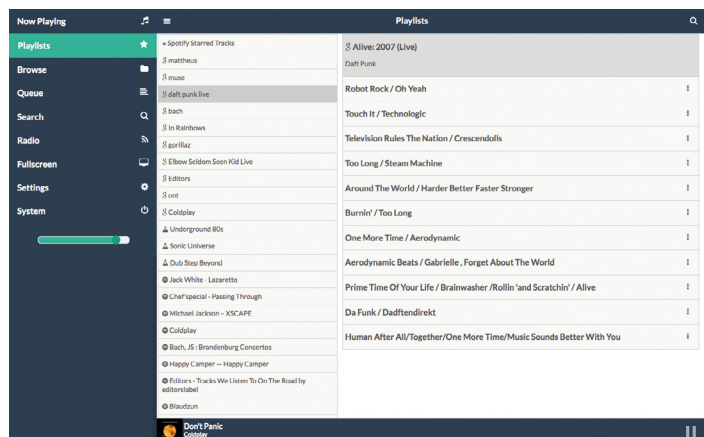 Now Playing
Playlists
Browse
Queue
Search
Radio
Fullscreen
Settings
System
Playlists
Spotify Starred Tracks
mattheus
muse
daft punk live
bach
In Rainbows
gorillaz
Elbow Seldom Seen Kid Live
Editors
ont
Coldplay
Underground 80s
Sonic Universe
Dub Step Beyond
Jack White - Lazaretto
Chef'special - Passing Through
Michael Jackson – XSCAPE
Coldplay
Bach, JS : Brandenburg Concertos
Happy Camper — Happy Camper
Editors - Tracks We Listen To On The Road by
editorslabel
Blaudzun
Alive: 2007 (Live)
Daft Punk
Robot Rock / Oh Yeah
Touch It / Technologic
Television Rules The Nation / Crescendolls
Too Long / Steam Machine
Around The World / Harder Better Faster Stronger
Burnin' / Too Long
One More Time / Aerodynamic
Aerodynamic Beats / Gabrielle , Forget About The World
Prime Time Of Your Life / Brainwasher /Rollin 'and Scratchin' / Alive
Da Funk / Dadftendirekt
Human After All/Together/One More Time/Music Sounds Better With You
Don't Panic
Coldplay